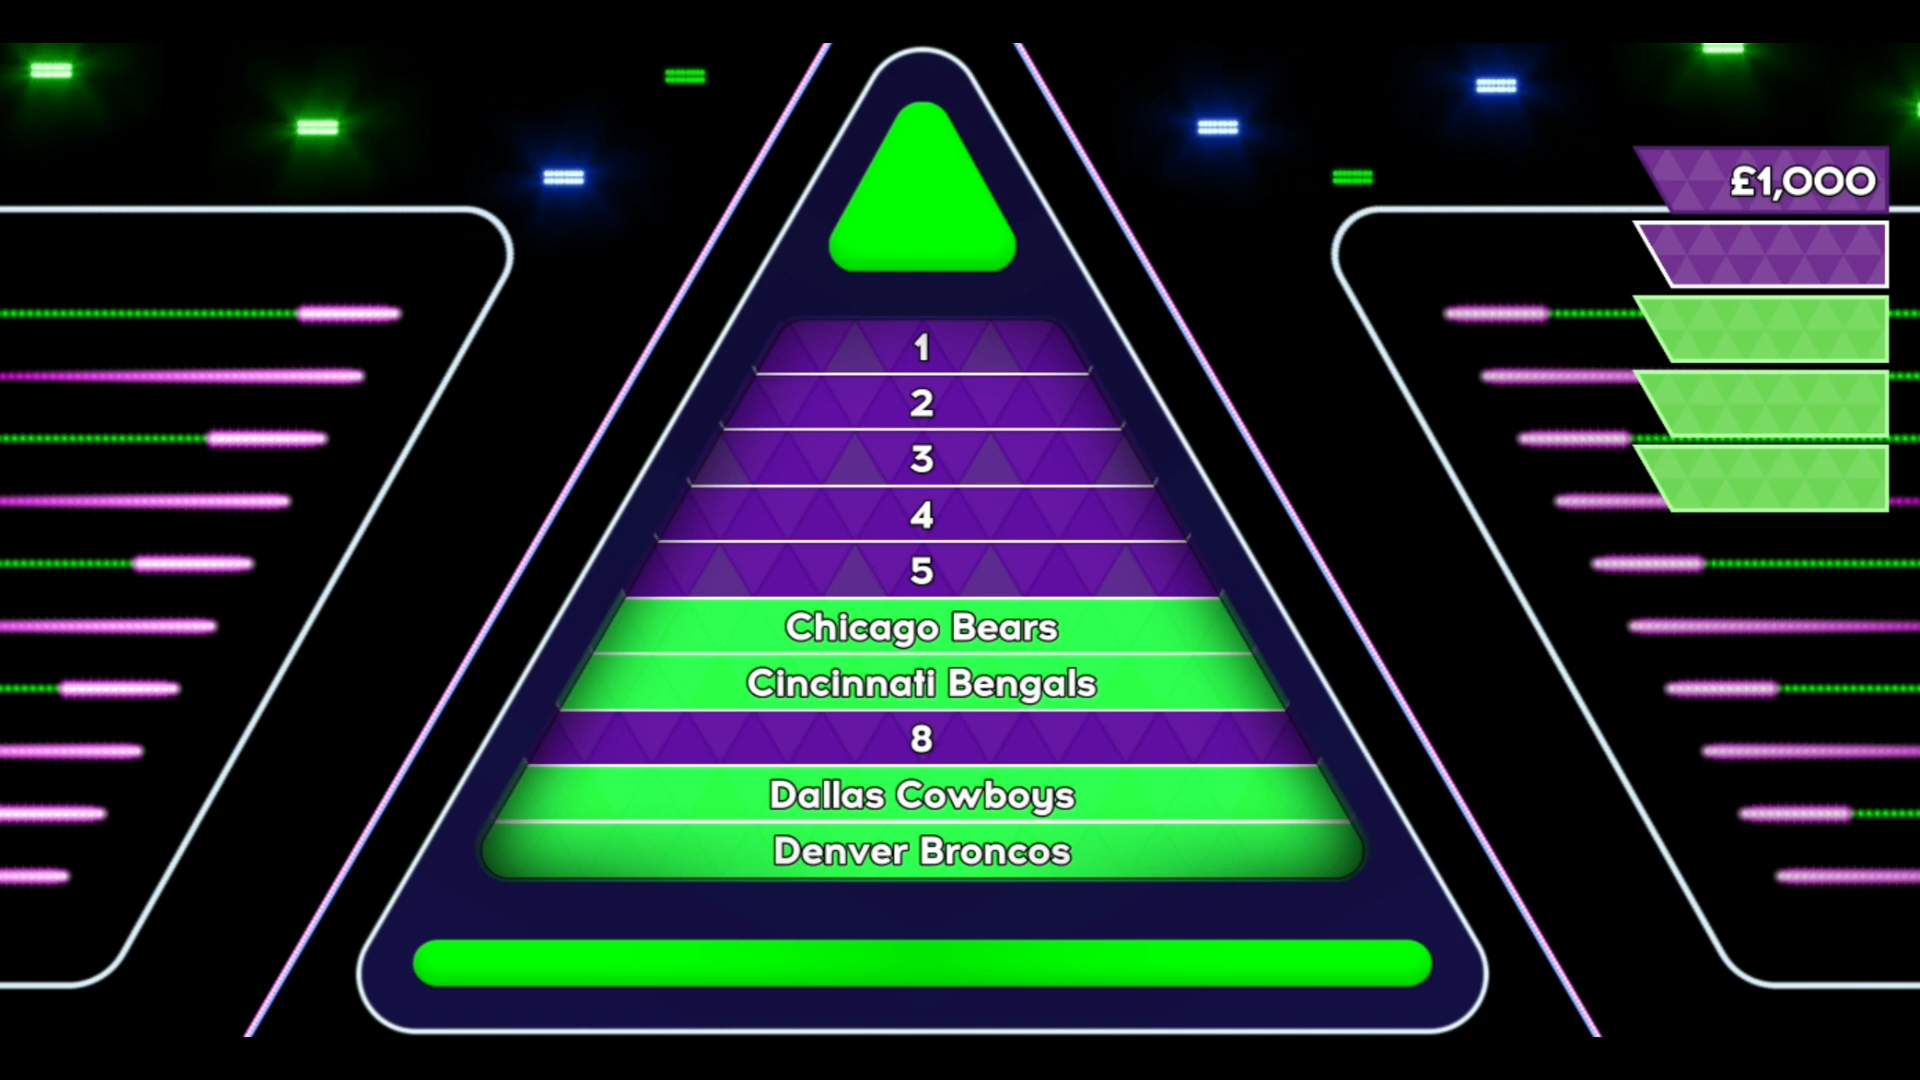 £1,000
1
2
3
4
5
Chicago Bears
Cincinnati Bengals
8
Dallas Cowboys
Denver Broncos